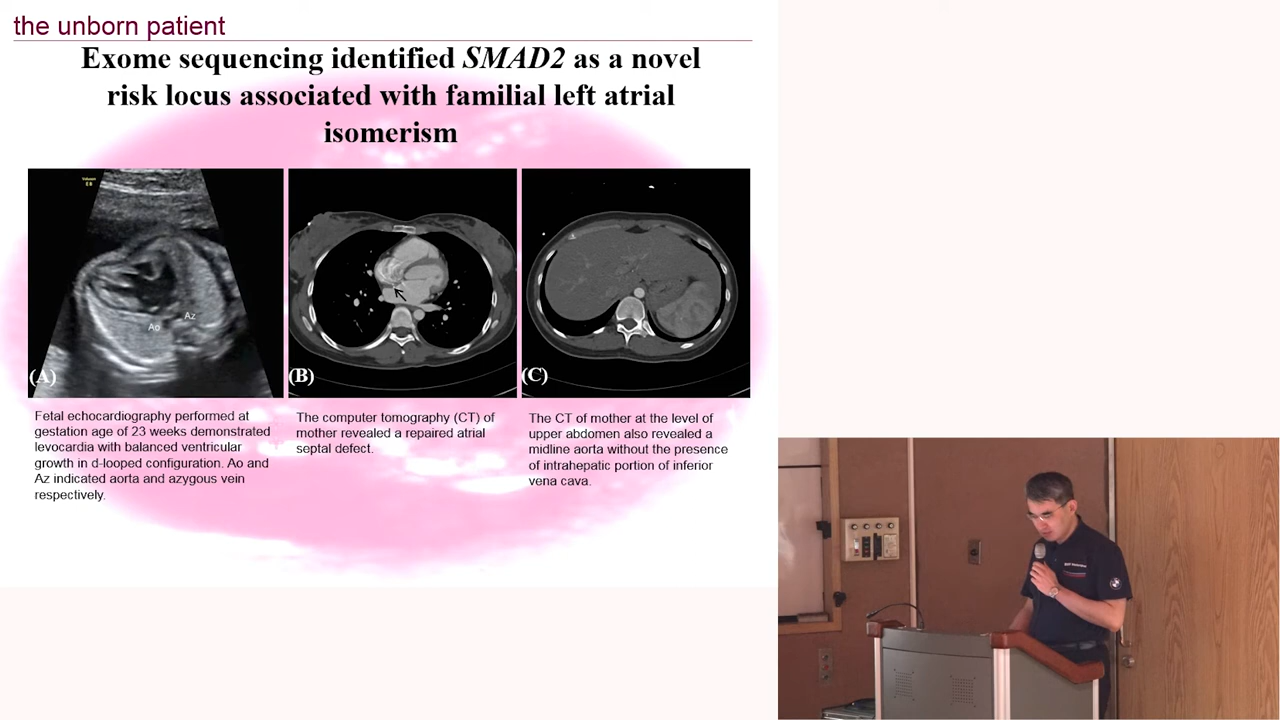 the unborn patient
Exome sequencing identified SMAD2 as a novel
risk locus associated with familial left atrial
isomerism
Ao
Az
(A)
(B)
(C)
Fetal echocardiography performed at
gestation age of 23 weeks demonstrated
levocardia with balanced ventricular
growth in d-looped configuration. Ao and
Az indicated aorta and azygous vein
respectively.
The computer tomography (CT) of
mother revealed a repaired atrial
septal defect.
The CT of mother at the level of
upper abdomen also revealed a
midline aorta without the presence
of intrahepatic portion of inferior
vena cava.